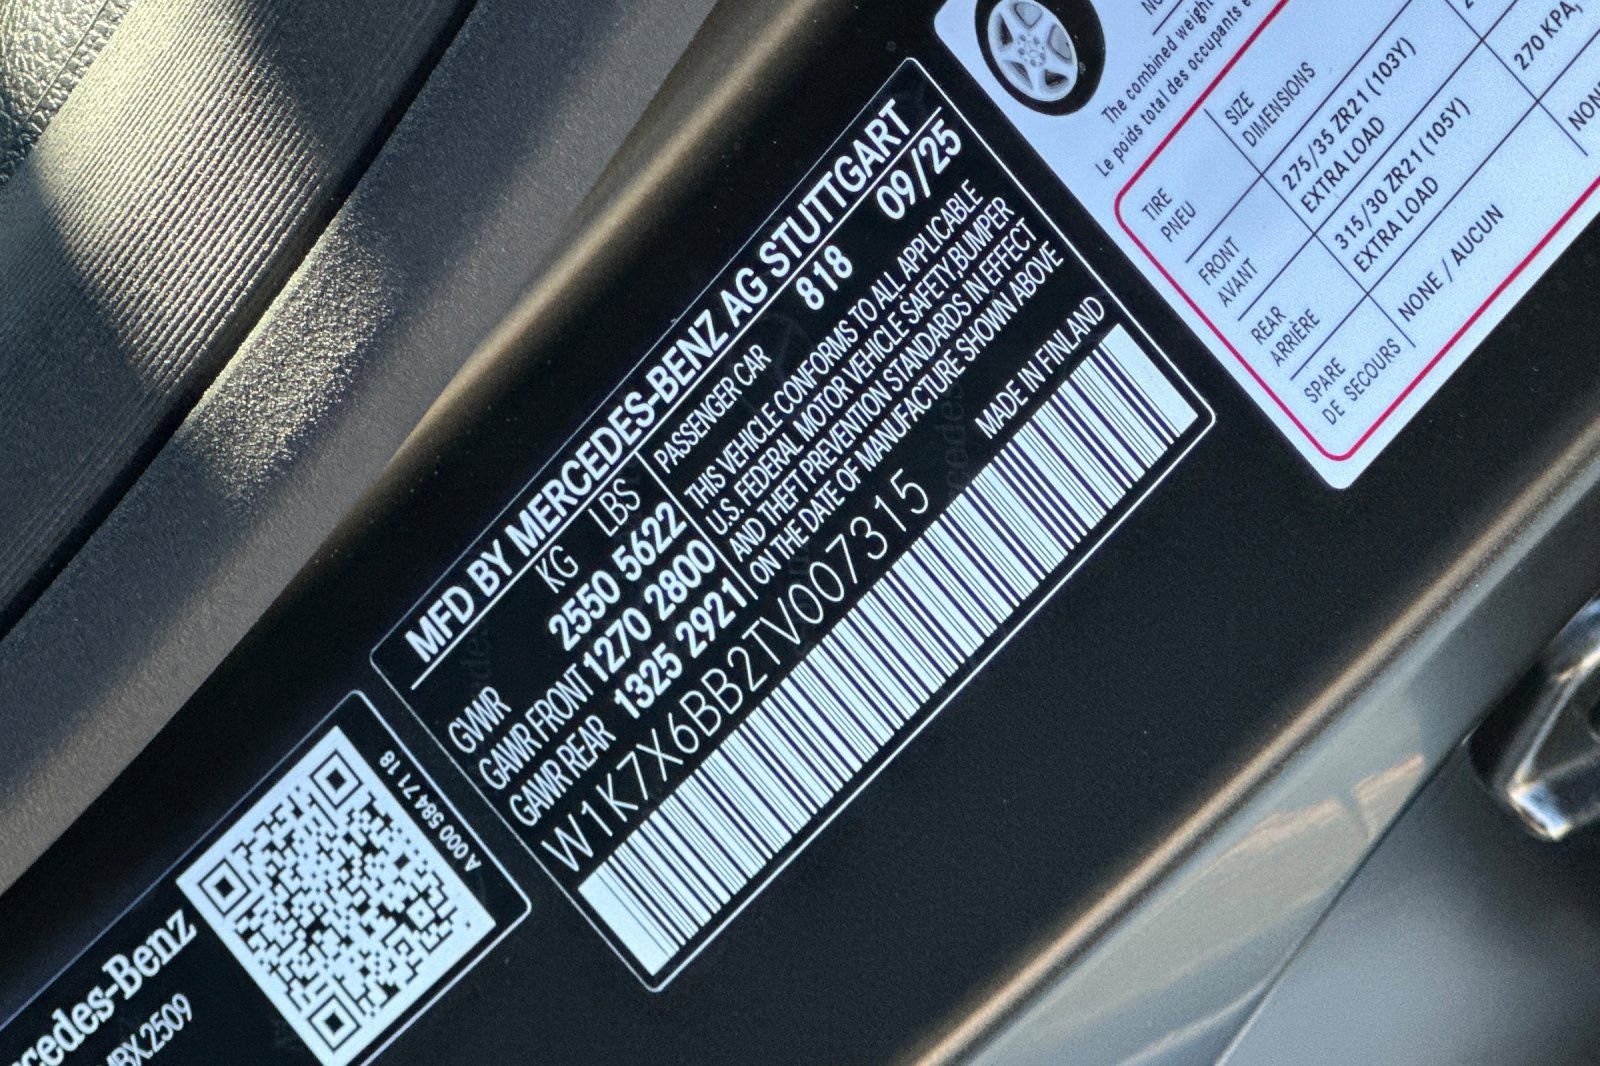 MFD BY MERCEDES-BENZ AG STUTTGART
KG LBS
GVWR 2550 5622
GAWR FRONT 1270 2800
GAWR REAR 1325 2921
818 09/25
PASSENGER CAR
THIS VEHICLE CONFORMS TO ALL APPLICABLE
U.S. FEDERAL MOTOR VEHICLE SAFETY,BUMPER
AND THEFT PREVENTION STANDARDS IN EFFECT
ON THE DATE OF MANUFACTURE SHOWN ABOVE
W1K7X6BB2TV007315
MADE IN FINLAND
A 000 584 71 18
The combined weight
Le poids total des occupants
TIRE
PNEU
SIZE
DIMENSIONS
FRONT
AVANT
275/35 ZR21 (103Y)
EXTRA LOAD
270 KPA,
REAR
ARRIÈRE
315/30 ZR21 (105Y)
EXTRA LOAD
SPARE
DE SECOURS
NONE / AUCUN